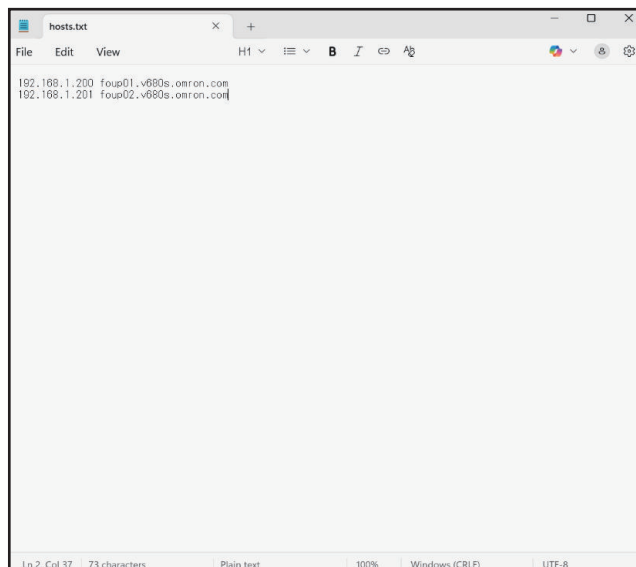 hosts.txt
File Edit View H1 B I
192.168.1.200 foup01.v680s.omron.com
192.168.1.201 foup02.v680s.omron.com
Ln 2, Col 37 73 characters Plain text 100% Windows (CRLF) UTF-8